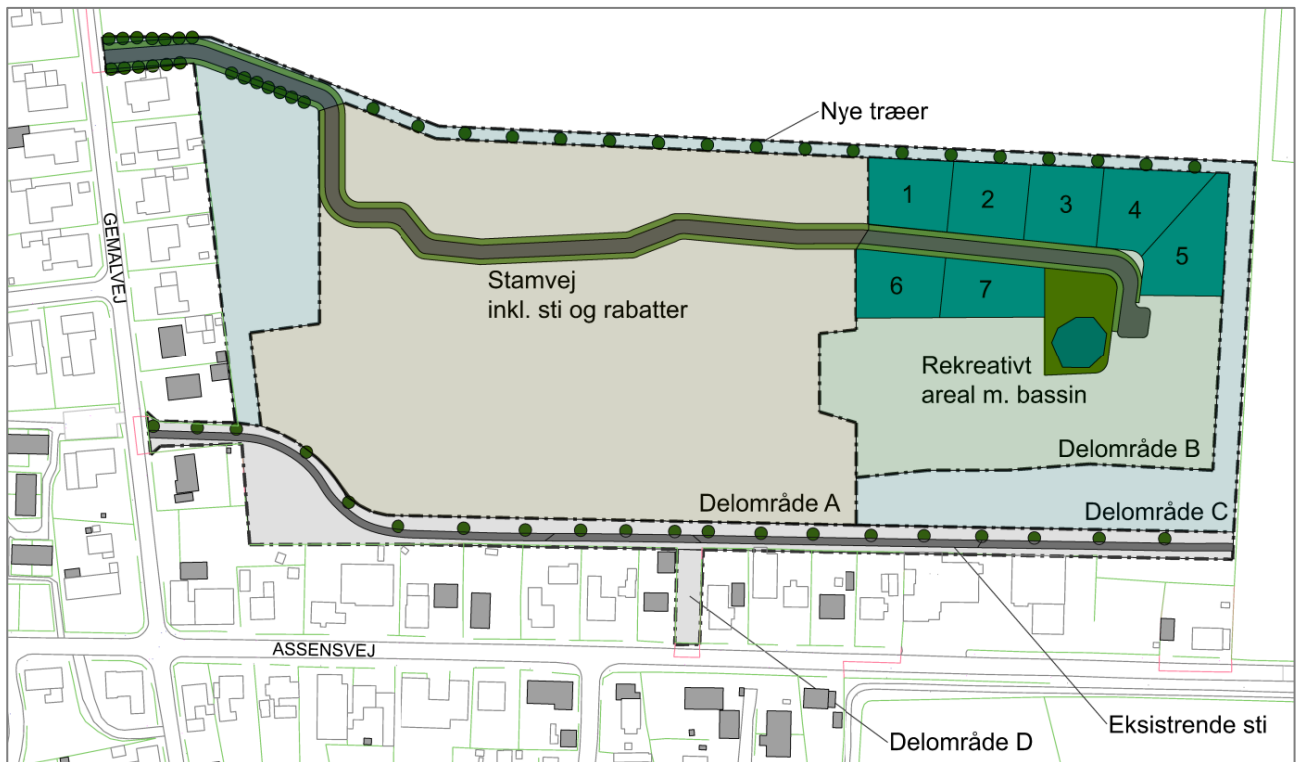 Nye træer
1
2
3
4
5
GEMALVEJ
Stamvej
inkl. sti og rabatter
6
7
Rekreativt
areal m. bassin
Delområde B
Delområde A
Delområde C
ASSENSVEJ
Eksistrende sti
Delområde D